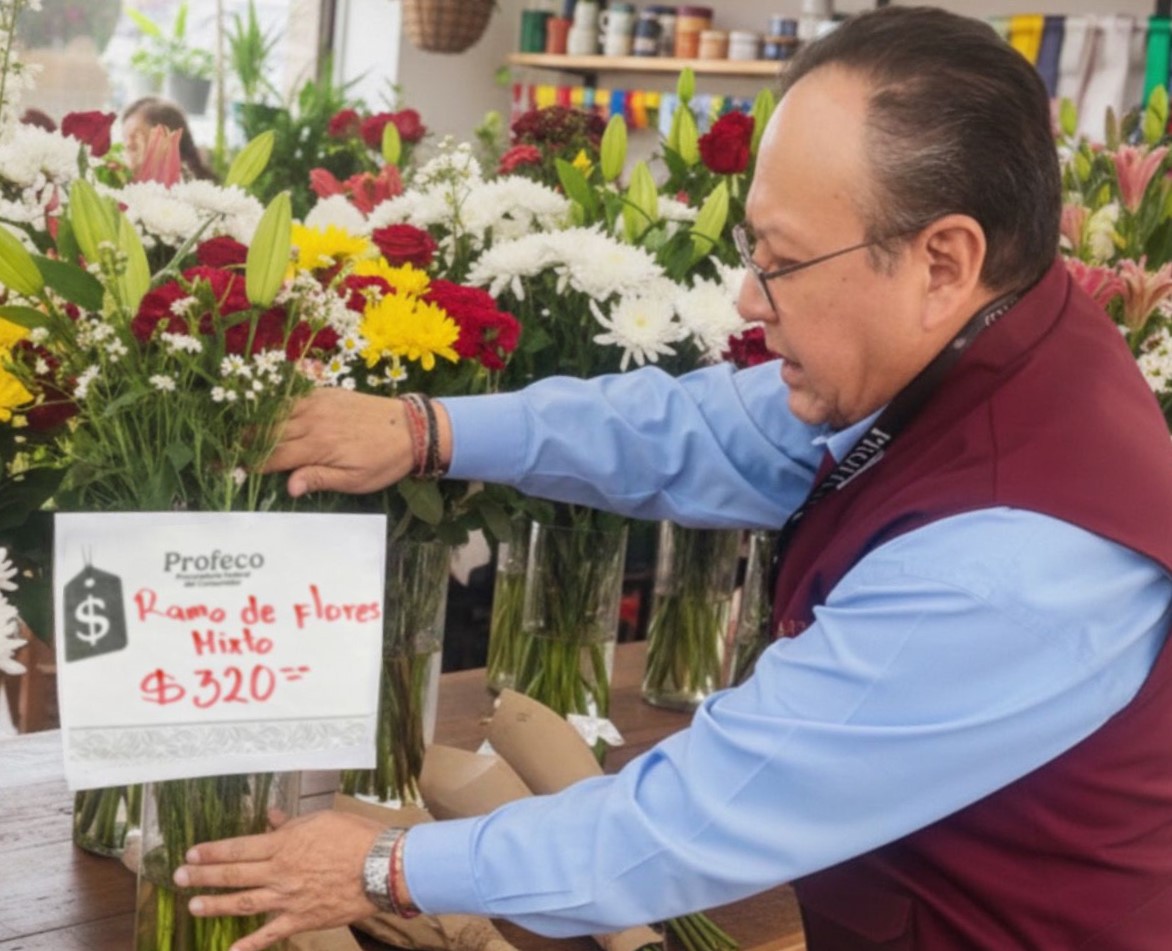 Profeco
Procuraduría Federal
del Consumidor
$
Ramo de flores
Mixto
$320==